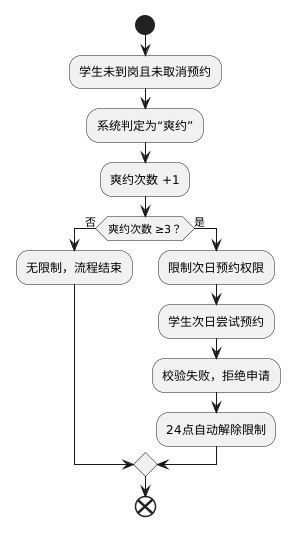 学生未到岗且未取消预约
系统判定为“爽约”
爽约次数 +1
爽约次数 ≥3？
否
是
无限制，流程结束
限制次日预约权限
学生次日尝试预约
校验失败，拒绝申请
24点自动解除限制